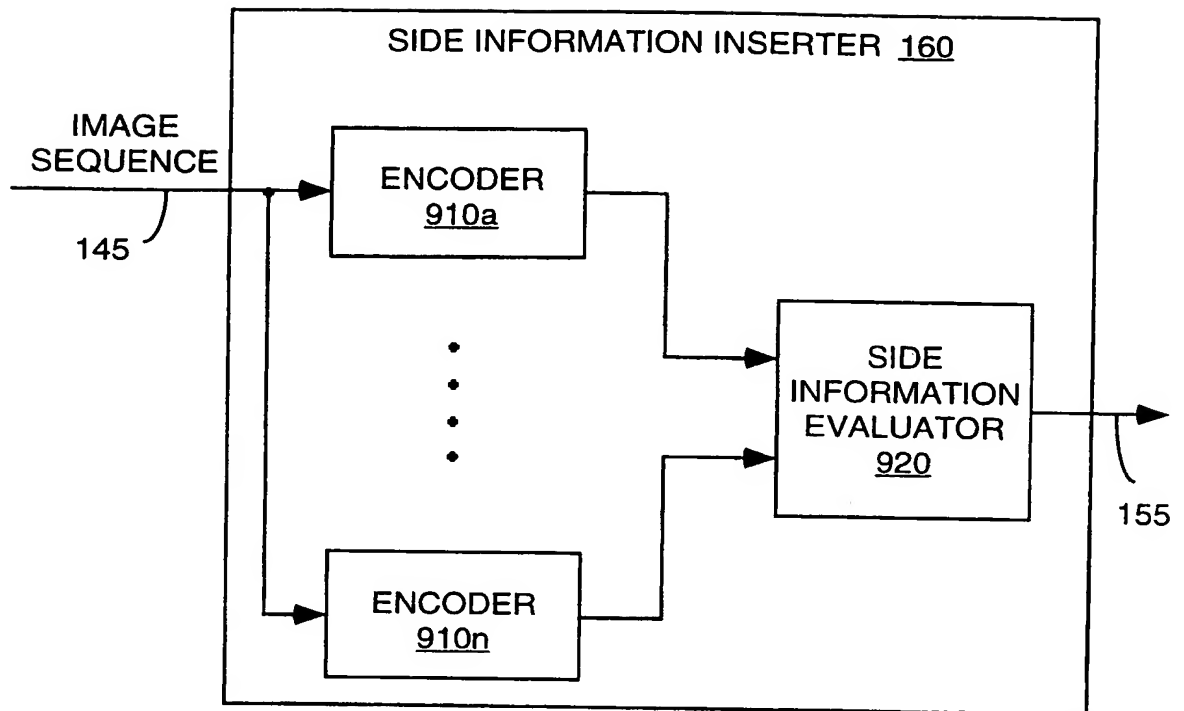 SIDE INFORMATION INSERTER 160
IMAGE
SEQUENCE
145
ENCODER
910a
SIDE
INFORMATION
EVALUATOR
920
155
ENCODER
910n